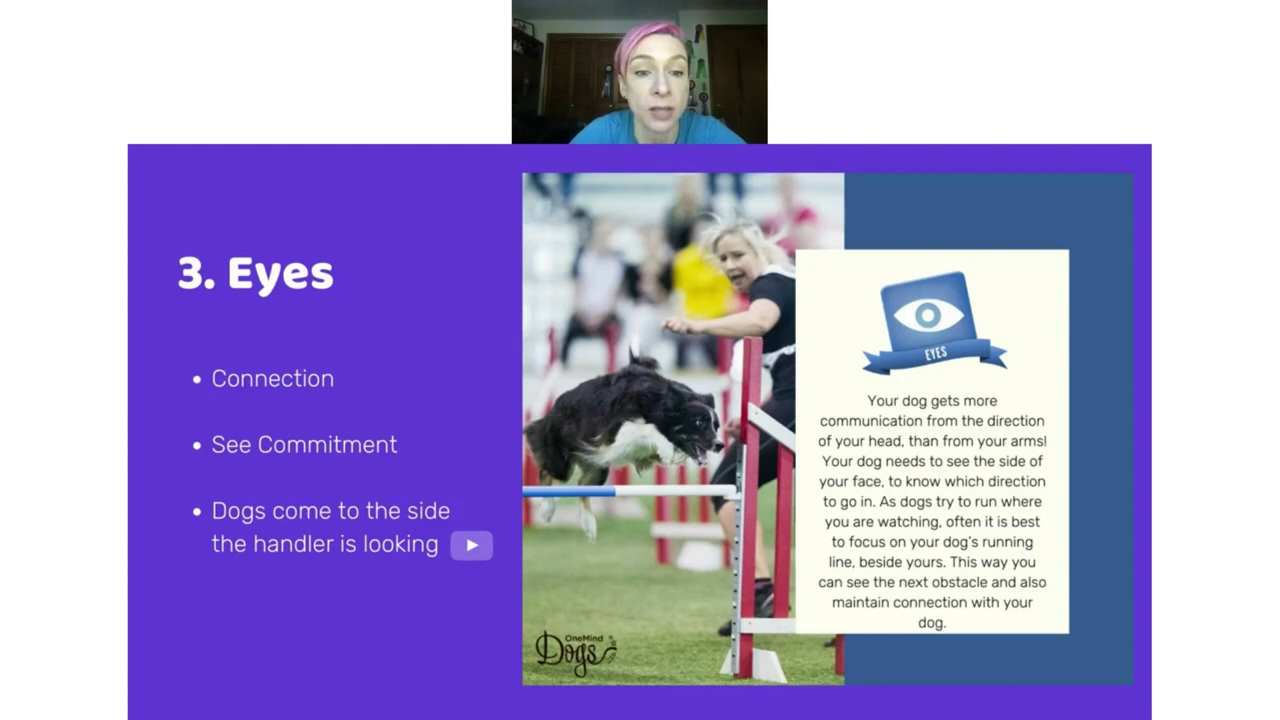 3. Eyes
• Connection
• See Commitment
• Dogs come to the side
the handler is looking
EYES
Your dog gets more
communication from the direction
of your head, than from your arms!
Your dog needs to see the side of
your face, to know which direction
to go in. As dogs try to run where
you are watching, often it is best
to focus on your dog's running
line, beside yours. This way you
can see the next obstacle and also
maintain connection with your
dog.
OneMind
Dogs